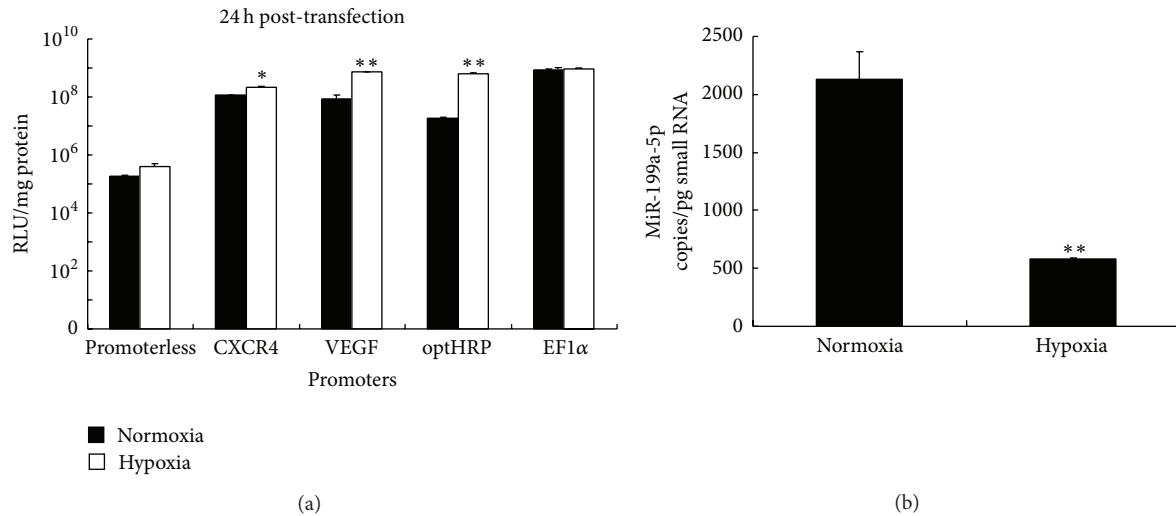 24 h post-transfection
RLU/mg protein
10^10
10^8
10^6
10^4
10^2
0
* ** **
Promoterless CXCR4 VEGF optHRP EF1α
Promoters
Normoxia
Hypoxia
(a)
MiR-199a-5p
copies/pg small RNA
2500
2000
1500
1000
500
0
**
Normoxia Hypoxia
(b)